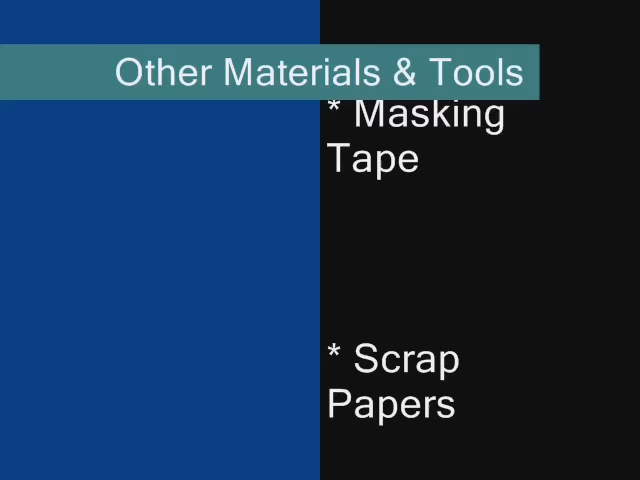 Other Materials & Tools
* Masking
Tape
* Scrap
Papers